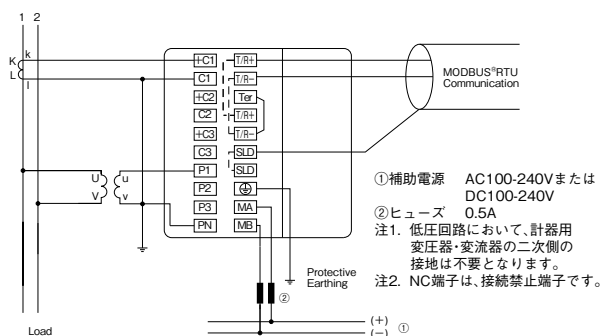 1 2
K k
L l
+C1 T/R+
C1 T/R−
+C2 Ter
C2 T/R+
+C3 T/R−
C3 SLD
P1 SLD
P2
P3 MA
PN MB
U u
V v
MODBUS®RTU
Communication
①補助電源 AC100-240Vまたは
DC100-240V
②ヒューズ 0.5A
注1. 低圧回路において、計器用
変圧器・変流器の二次側の
接地は不要となります。
注2. NC端子は、接続禁止端子です。
Protective
Earthing
②
(+)
(−) ①
Load